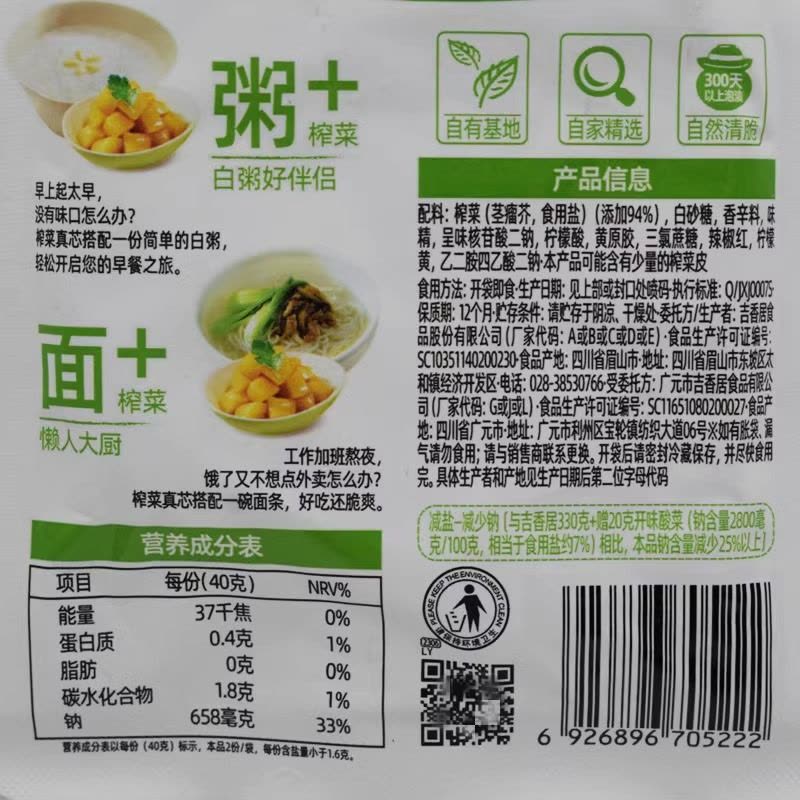 粥+
榨菜
白粥好伴侣
早上起太早，
没有味口怎么办？
榨菜真芯搭配一份简单的白粥，
轻松开启您的早餐之旅。
面+
榨菜
懒人大厨
工作加班熬夜，
饿了又不想点外卖怎么办？
榨菜真芯搭配一碗面条，好吃还脆爽。
营养成分表
项目 每份(40克) NRV%
能量 37千焦 0%
蛋白质 0.4克 1%
脂肪 0克 0%
碳水化合物 1.8克 1%
钠 658毫克 33%
营养成分表以每份（40克）标示，本品2份/袋，每份含盐量小于1.6克。
自有基地
自家精选
300天
以上泡渍
自然清脆
产品信息
配料：榨菜（茎瘤芥，食用盐）（添加94%），白砂糖，香辛料，味
精，呈味核苷酸二钠，柠檬酸，黄原胶，三氯蔗糖，辣椒红，柠檬
黄，乙二胺四乙酸二钠·本产品可能含有少量的榨菜皮
食用方法：开袋即食·生产日期：见上部或封口处喷码·执行标准：Q/JXJ0007S·
保质期：12个月·贮存条件：请贮存于阴凉、干燥处·委托方/生产者：吉香居食
品股份有限公司（厂家代码：A或B或C或D或E）·食品生产许可证编号：
SC10351140200230·食品产地：四川省眉山市·地址：四川省眉山市东坡区太
和镇经济开发区·电话：028-38530766·受委托方：广元市吉香居食品有限公
司（厂家代码：G或J或L）·食品生产许可证编号：SC11651080200027·食品产
地：四川省广元市·地址：广元市利州区宝轮镇纺织大道06号※如有胀袋、漏
气请勿食用；请与销售商联系更换。开袋后请密封冷藏保存，并尽快食用
完。具体生产者和产地见生产日期后第二位字母代码
减盐-减少钠［与吉香居330克+赠20克开味酸菜（钠含量2800毫
克/100克，相当于食用盐约7%）相比，本品钠含量减少25%以上］
PLEASE KEEP THE ENVIRONMENT CLEAN
请保持环境卫生
(2300)
LY
6 926896 705222